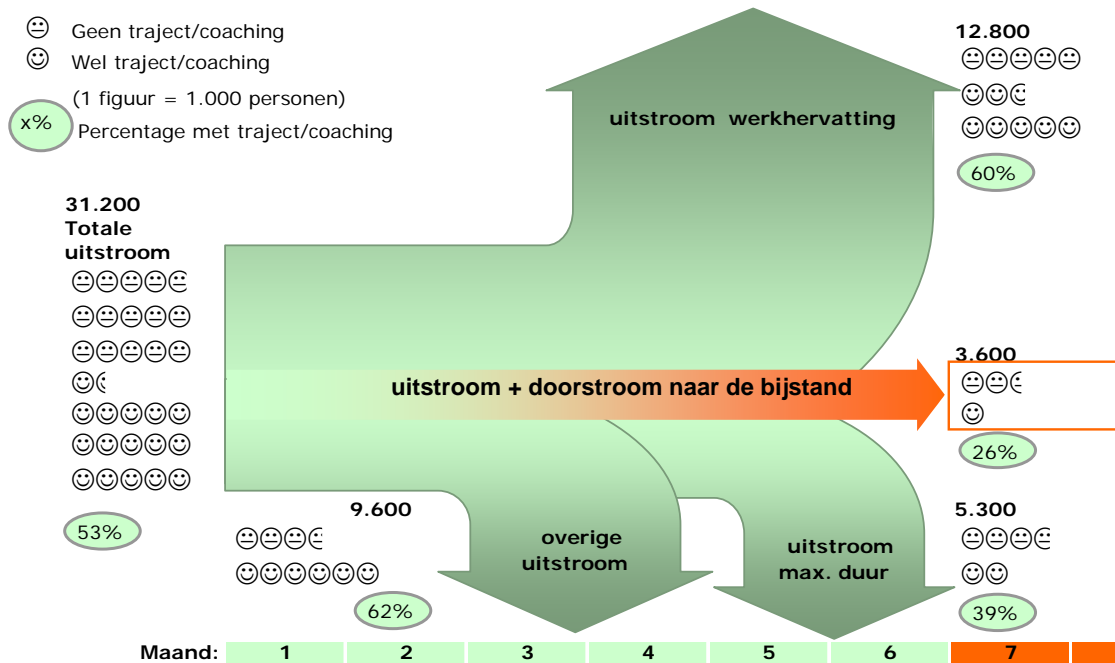 Geen traject/coaching
Wel traject/coaching
(1 figuur = 1.000 personen)
x% Percentage met traject/coaching
31.200
Totale
uitstroom
53%
uitstroom werkhervatting
12.800
60%
uitstroom + doorstroom naar de bijstand
3.600
26%
9.600
62%
overige
uitstroom
uitstroom
max. duur
5.300
39%
Maand: 1 2 3 4 5 6 7